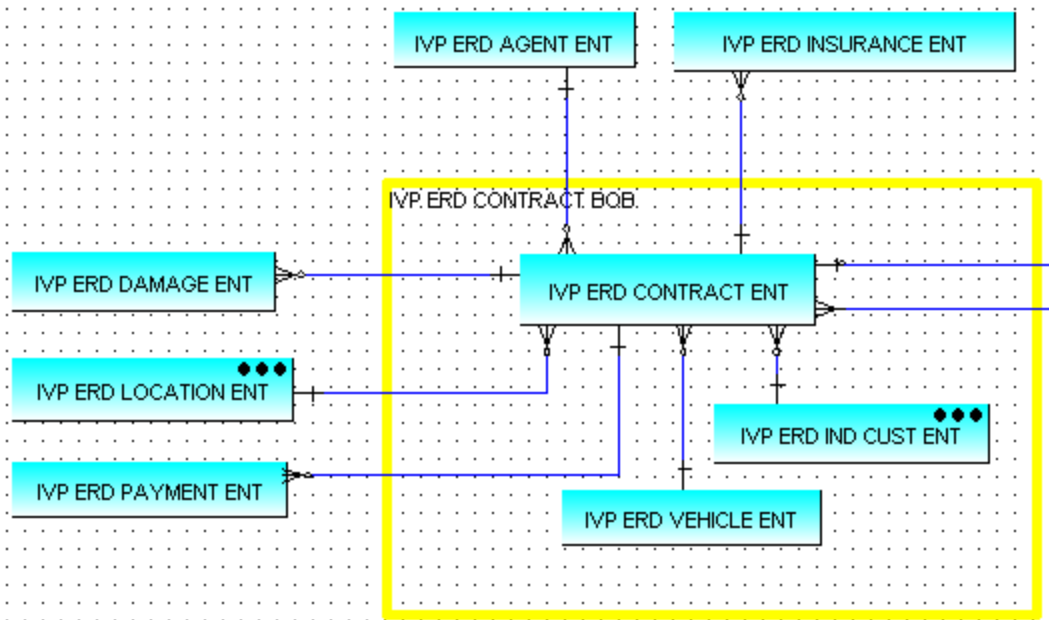 IVP ERD AGENT ENT
IVP ERD INSURANCE ENT
IVP ERD CONTRACT BOB
IVP ERD DAMAGE ENT
IVP ERD CONTRACT ENT
IVP ERD LOCATION ENT
IVP ERD IND CUST ENT
IVP ERD PAYMENT ENT
IVP ERD VEHICLE ENT